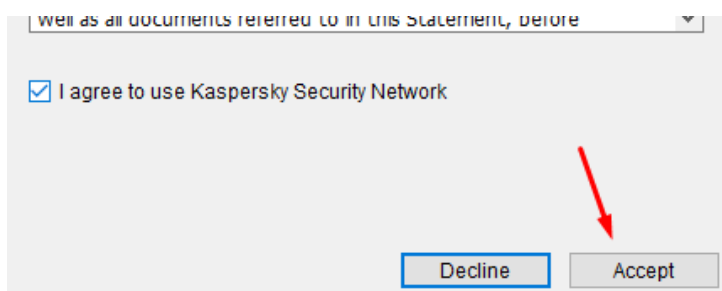 well as all documents referred to in this Statement, before
I agree to use Kaspersky Security Network
Decline
Accept